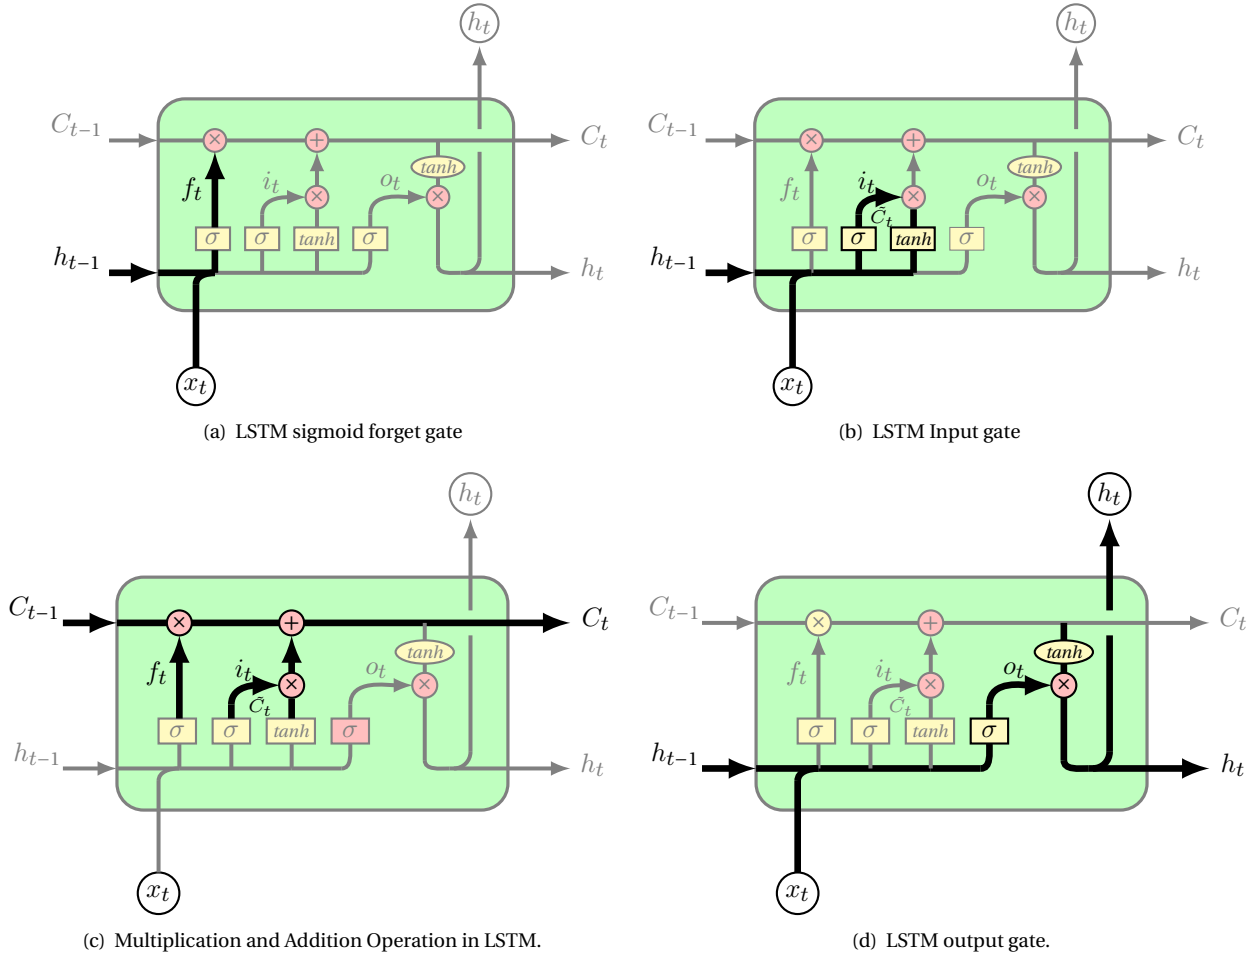 h_t h_t
C_{t-1} × + C_t C_{t-1} × + C_t
tanh tanh
f_t i_t × o_t × f_t i_t × o_t ×
C̃_t
σ σ tanh σ σ σ tanh σ
h_{t-1} h_t h_{t-1} h_t
x_t x_t
(a) LSTM sigmoid forget gate (b) LSTM Input gate
h_t h_t
C_{t-1} × + C_t C_{t-1} × + C_t
tanh tanh
f_t i_t × o_t × f_t i_t × o_t ×
C̃_t C̃_t
σ σ tanh σ σ σ tanh σ
h_{t-1} h_t h_{t-1} h_t
x_t x_t
(c) Multiplication and Addition Operation in LSTM. (d) LSTM output gate.